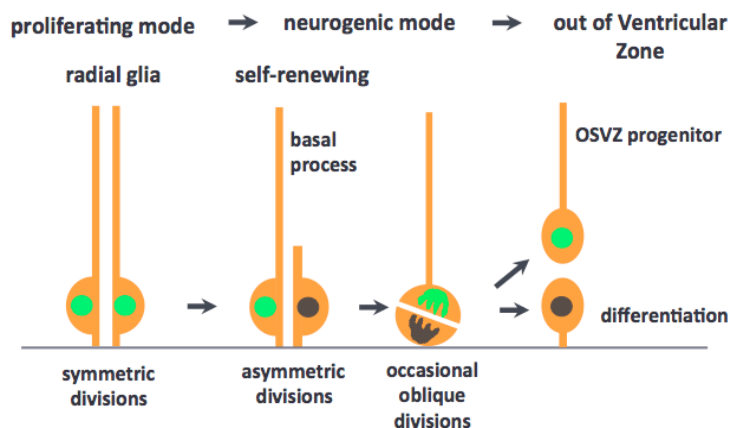 proliferating mode → neurogenic mode → out of Ventricular
Zone
radial glia self-renewing
basal
process
OSVZ progenitor
differentiation
symmetric
divisions
asymmetric
divisions
occasional
oblique
divisions